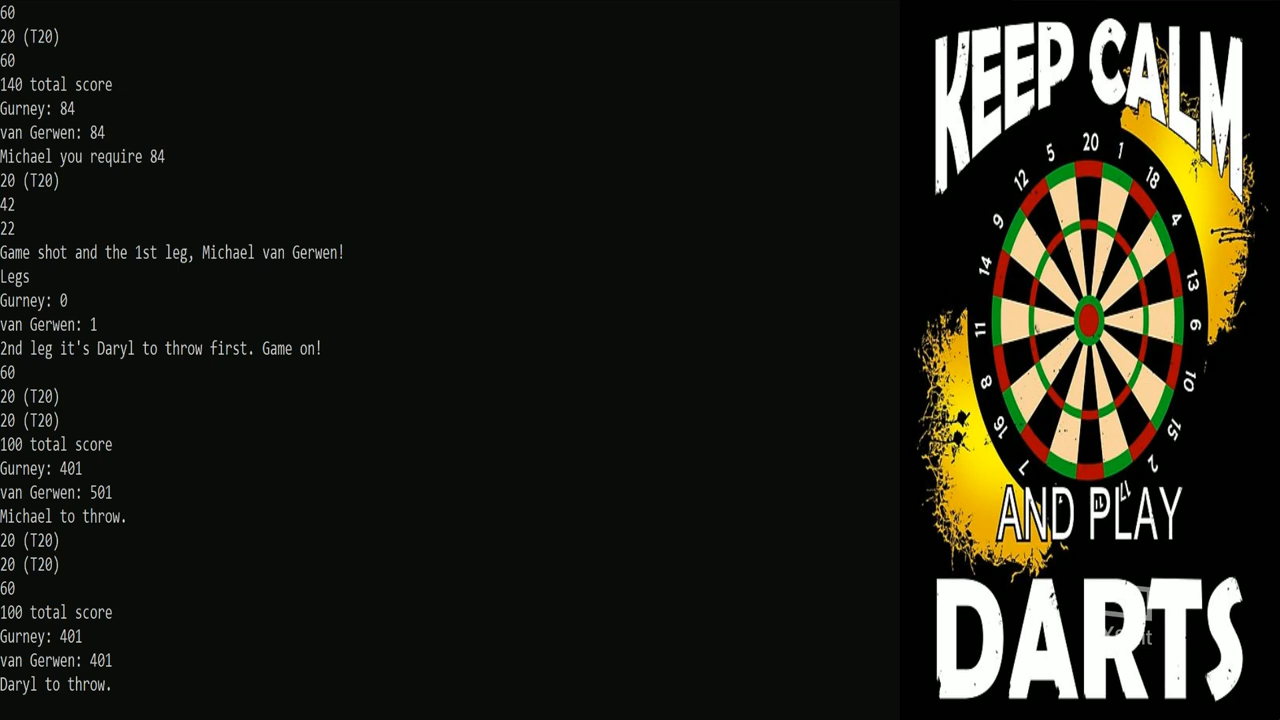 60
20 (T20)
60
140 total score
Gurney: 84
van Gerwen: 84
Michael you require 84
20 (T20)
42
22
Game shot and the 1st leg, Michael van Gerwen!
Legs
Gurney: 0
van Gerwen: 1
2nd leg it's Daryl to throw first. Game on!
60
20 (T20)
20 (T20)
100 total score
Gurney: 401
van Gerwen: 501
Michael to throw.
20 (T20)
20 (T20)
60
100 total score
Gurney: 401
van Gerwen: 401
Daryl to throw.
KEEP CALM
20
1
18
4
13
6
10
15
2
7
16
8
11
14
9
12
5
AND PLAY
DARTS